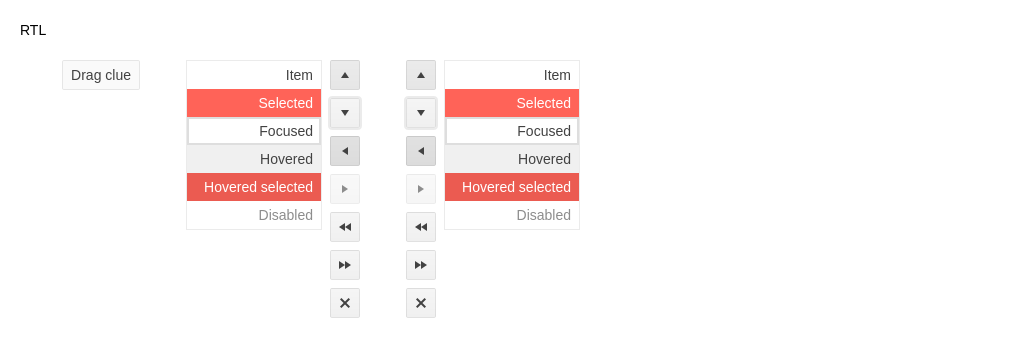 RTL
Drag clue
Item
Selected
Focused
Hovered
Hovered selected
Disabled
Item
Selected
Focused
Hovered
Hovered selected
Disabled